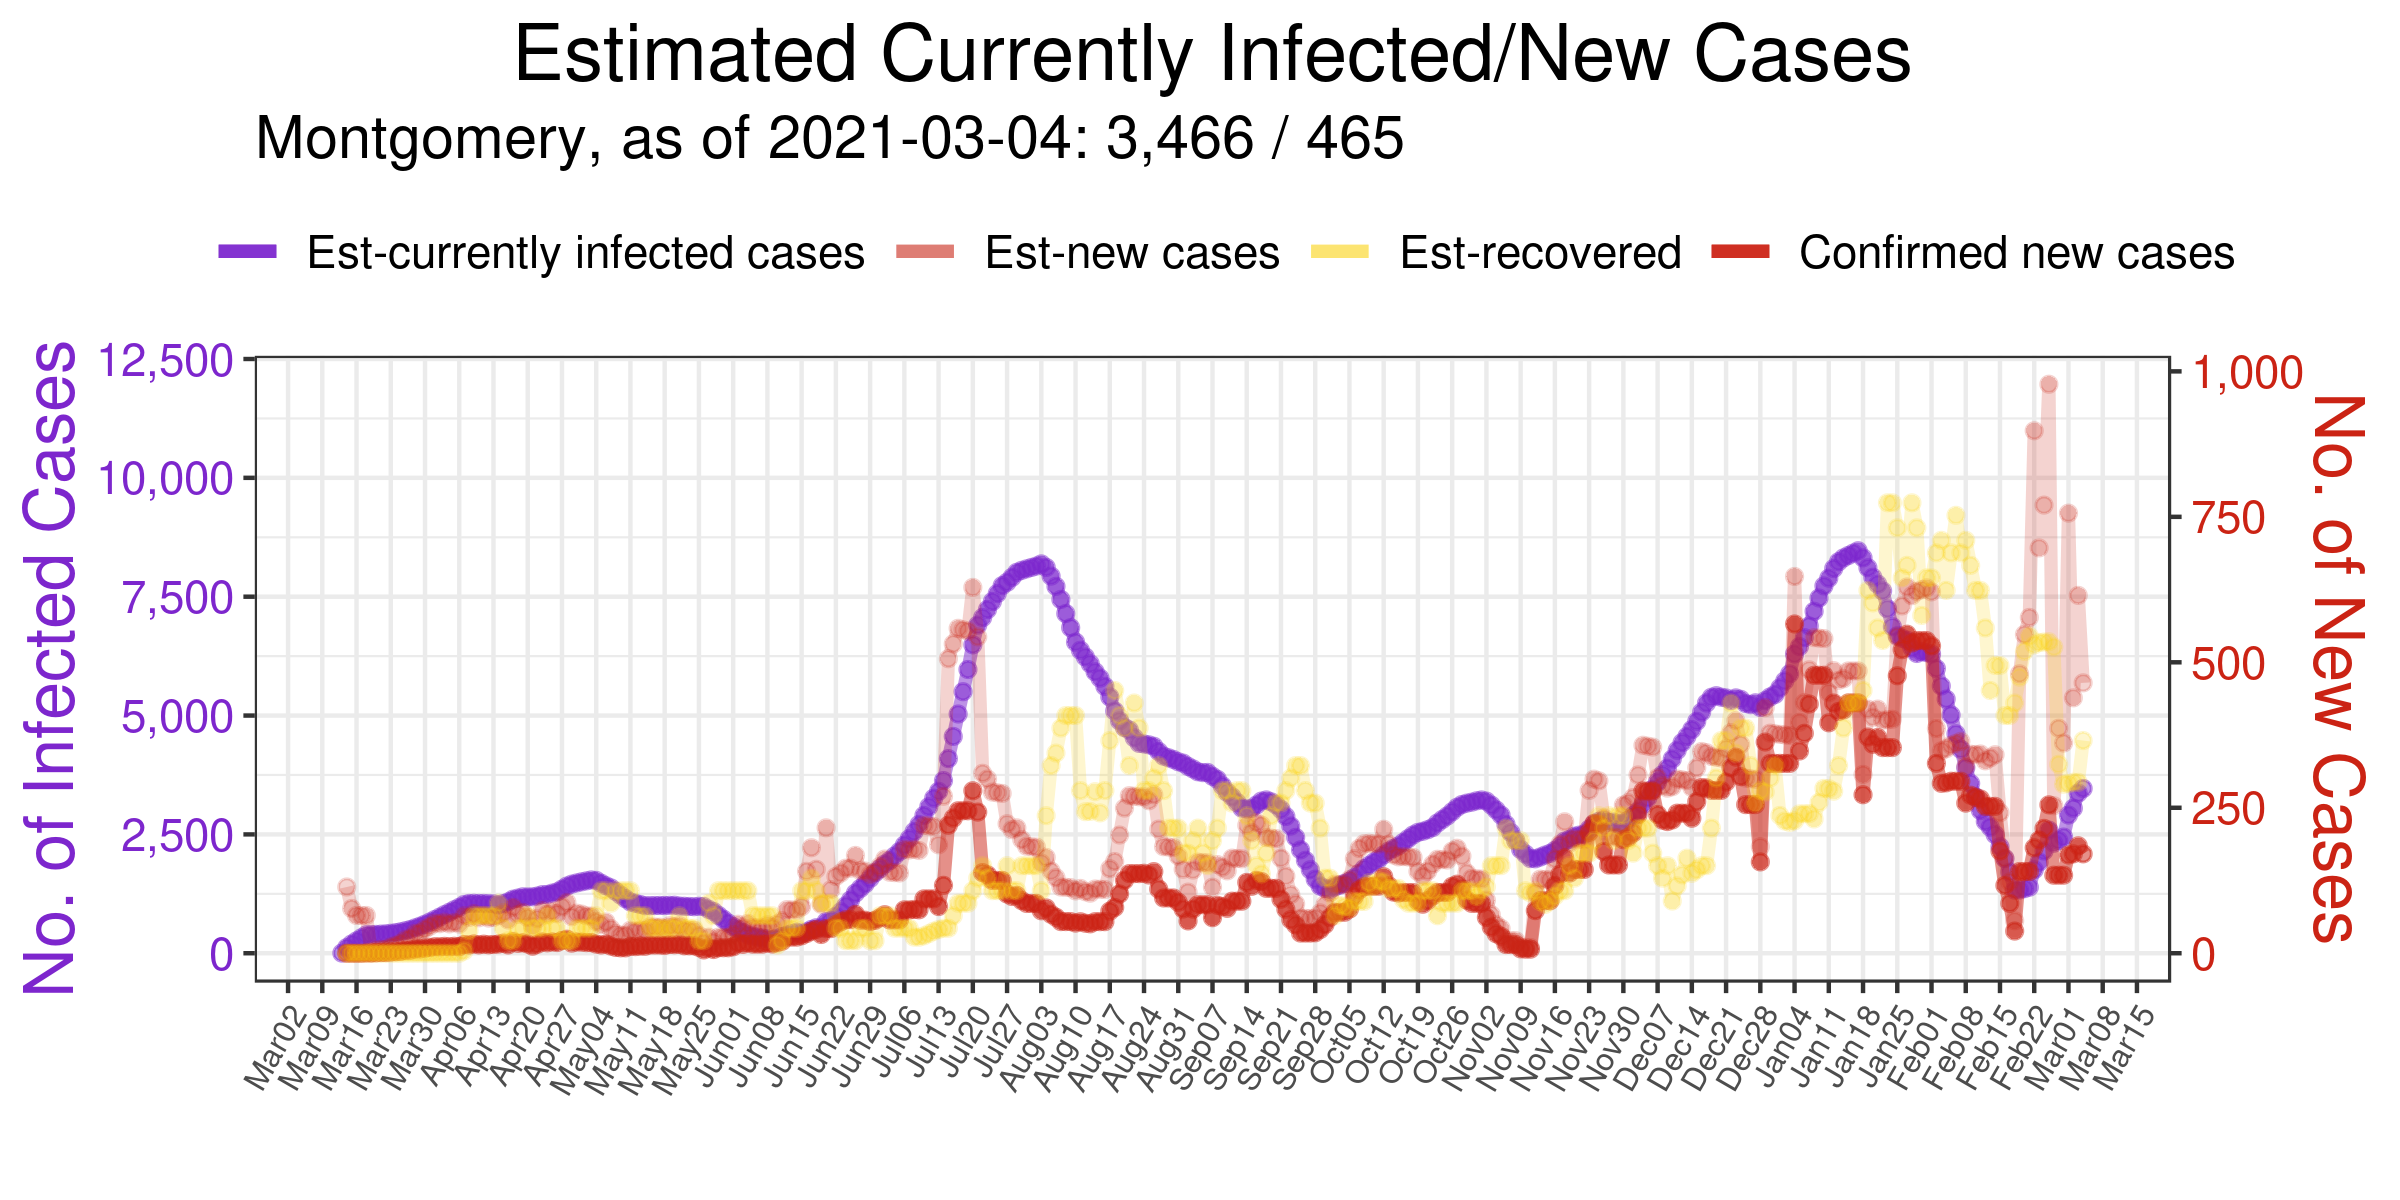 Estimated Currently Infected/New Cases
Montgomery, as of 2021-03-04: 3,466 / 465
Est-currently infected cases Est-new cases Est-recovered Confirmed new cases
No. of Infected Cases
12,500
10,000
7,500
5,000
2,500
0
1,000
750
500
250
0
No. of New Cases
Mar02 Mar09 Mar16 Mar23 Mar30 Apr06 Apr13 Apr20 Apr27 May04 May11 May18 May25 Jun01 Jun08 Jun15 Jun22 Jun29 Jul06 Jul13 Jul20 Jul27 Aug03 Aug10 Aug17 Aug24 Aug31 Sep07 Sep14 Sep21 Sep28 Oct05 Oct12 Oct19 Oct26 Nov02 Nov09 Nov16 Nov23 Nov30 Dec07 Dec14 Dec21 Dec28 Jan04 Jan11 Jan18 Jan25 Feb01 Feb08 Feb15 Feb22 Mar01 Mar08 Mar15